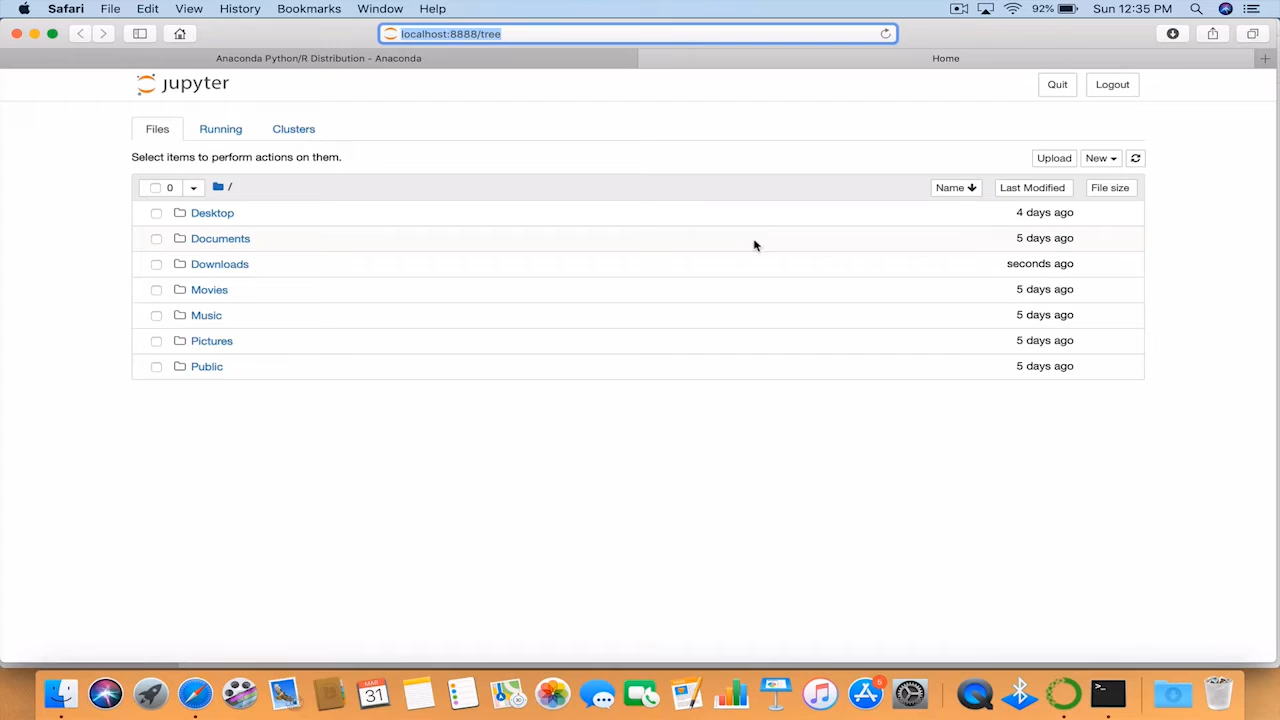 Safari File Edit View History Bookmarks Window Help 92% Sun 12:35 PM
localhost:8888/tree
Anaconda Python/R Distribution - Anaconda Home
jupyter Quit Logout
Files Running Clusters
Select items to perform actions on them. Upload New
0 / Name Last Modified File size
Desktop 4 days ago
Documents 5 days ago
Downloads seconds ago
Movies 5 days ago
Music 5 days ago
Pictures 5 days ago
Public 5 days ago
MAR
31
5
>_